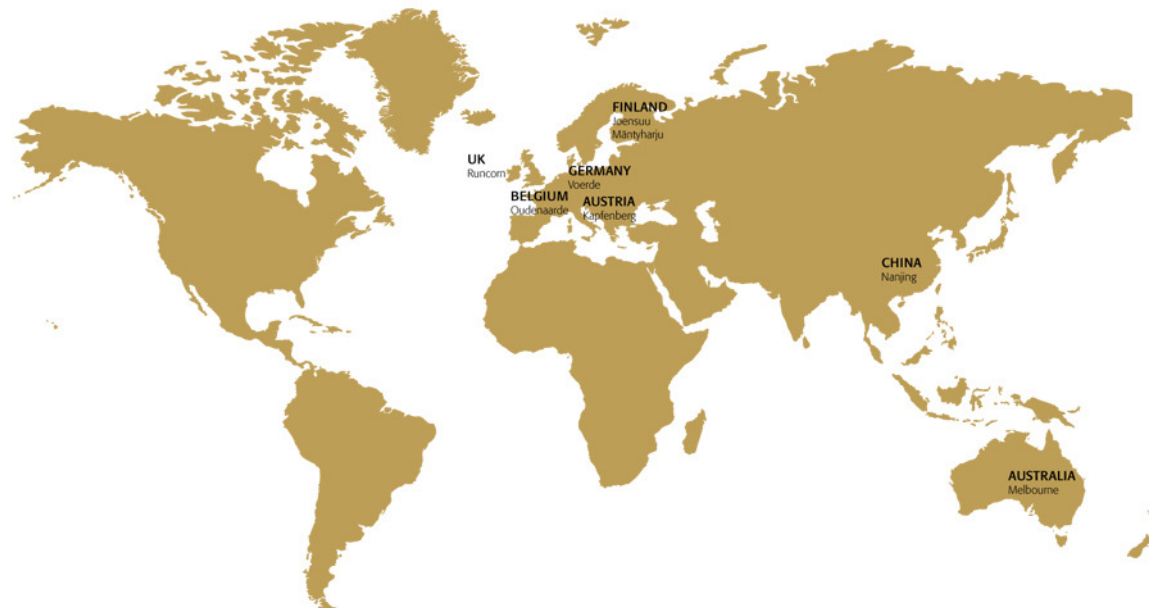 FINLAND
Joensuu
Mäntyharju
UK
Runcorn
GERMANY
Voerde
BELGIUM
Oudenaarde
AUSTRIA
Kapfenberg
CHINA
Nanjing
AUSTRALIA
Melbourne